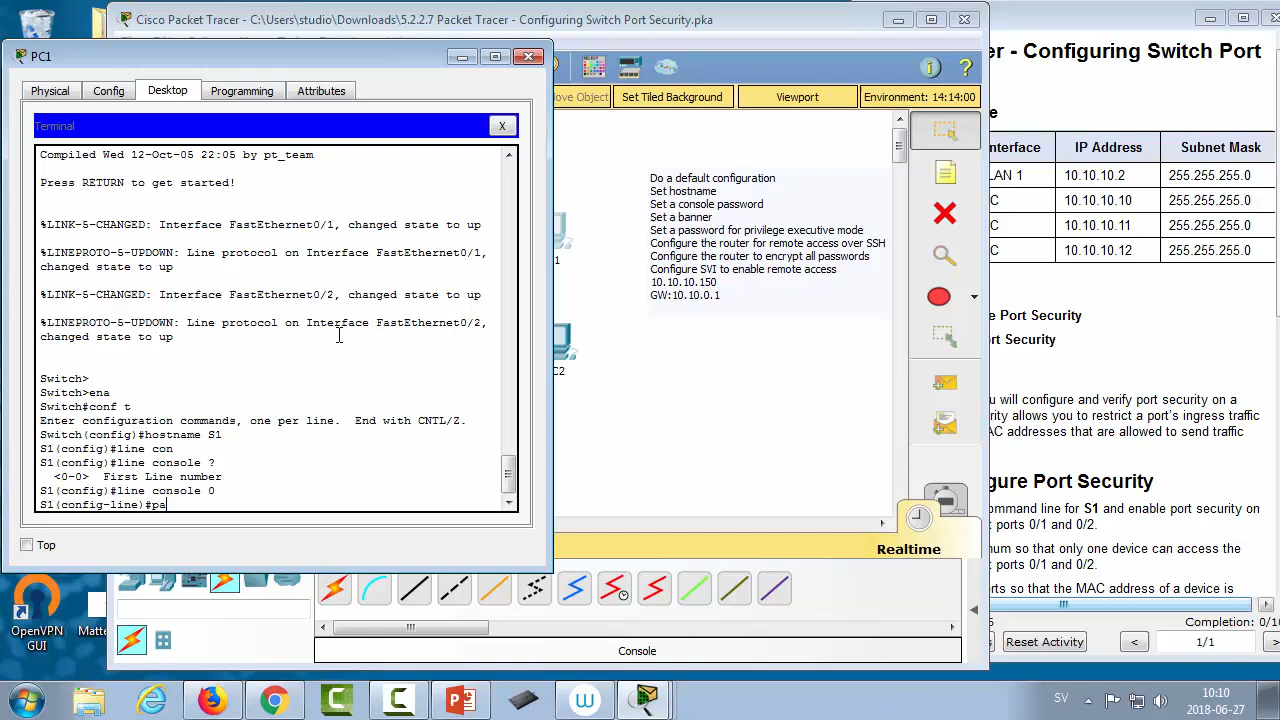 Cisco Packet Tracer - C:\Users\studio\Downloads\5.2.2.7 Packet Tracer - Configuring Switch Port Security.pka
PC1
Physical
Config
Desktop
Programming
Attributes
Terminal
X
Compiled Wed 12-Oct-05 22:05 by pt_team
Press RETURN to get started!
%LINK-5-CHANGED: Interface FastEthernet0/1, changed state to up
%LINEPROTO-5-UPDOWN: Line protocol on Interface FastEthernet0/1,
changed state to up
%LINK-5-CHANGED: Interface FastEthernet0/2, changed state to up
%LINEPROTO-5-UPDOWN: Line protocol on Interface FastEthernet0/2,
changed state to up
Switch>
Switch>ena
Switch#conf t
Enter configuration commands, one per line.  End with CNTL/Z.
Switch(config)#hostname S1
S1(config)#line con
S1(config)#line console ?
<0-0>  First Line number
S1(config)#line console 0
S1(config-line)#pa
Top
ove Object
Set Tiled Background
Viewport
Environment: 14:14:00
Do a default configuration
Set hostname
Set a console password
Set a banner
Set a password for privilege executive mode
Configure the router for remote access over SSH
Configure the router to encrypt all passwords
Configure SVI to enable remote access
10.10.10.150
GW:10.10.0.1
1
C2
Realtime
Console
er - Configuring Switch Port
e
nterface
IP Address
Subnet Mask
LAN 1
10.10.10.2
255.255.255.0
C
10.10.10.10
255.255.255.0
C
10.10.10.11
255.255.255.0
C
10.10.10.12
255.255.255.0
re Port Security
rt Security
u will configure and verify port security on a
urity allows you to restrict a port's ingress traffic
AC addresses that are allowed to send traffic
ure Port Security
command line for S1 and enable port security on
t ports 0/1 and 0/2.
num so that only one device can access the
t ports 0/1 and 0/2.
orts so that the MAC address of a device is
Completion: 0/10
Reset Activity
<
1/1
>
OpenVPN
GUI
Matte
SV
10:10
2018-06-27